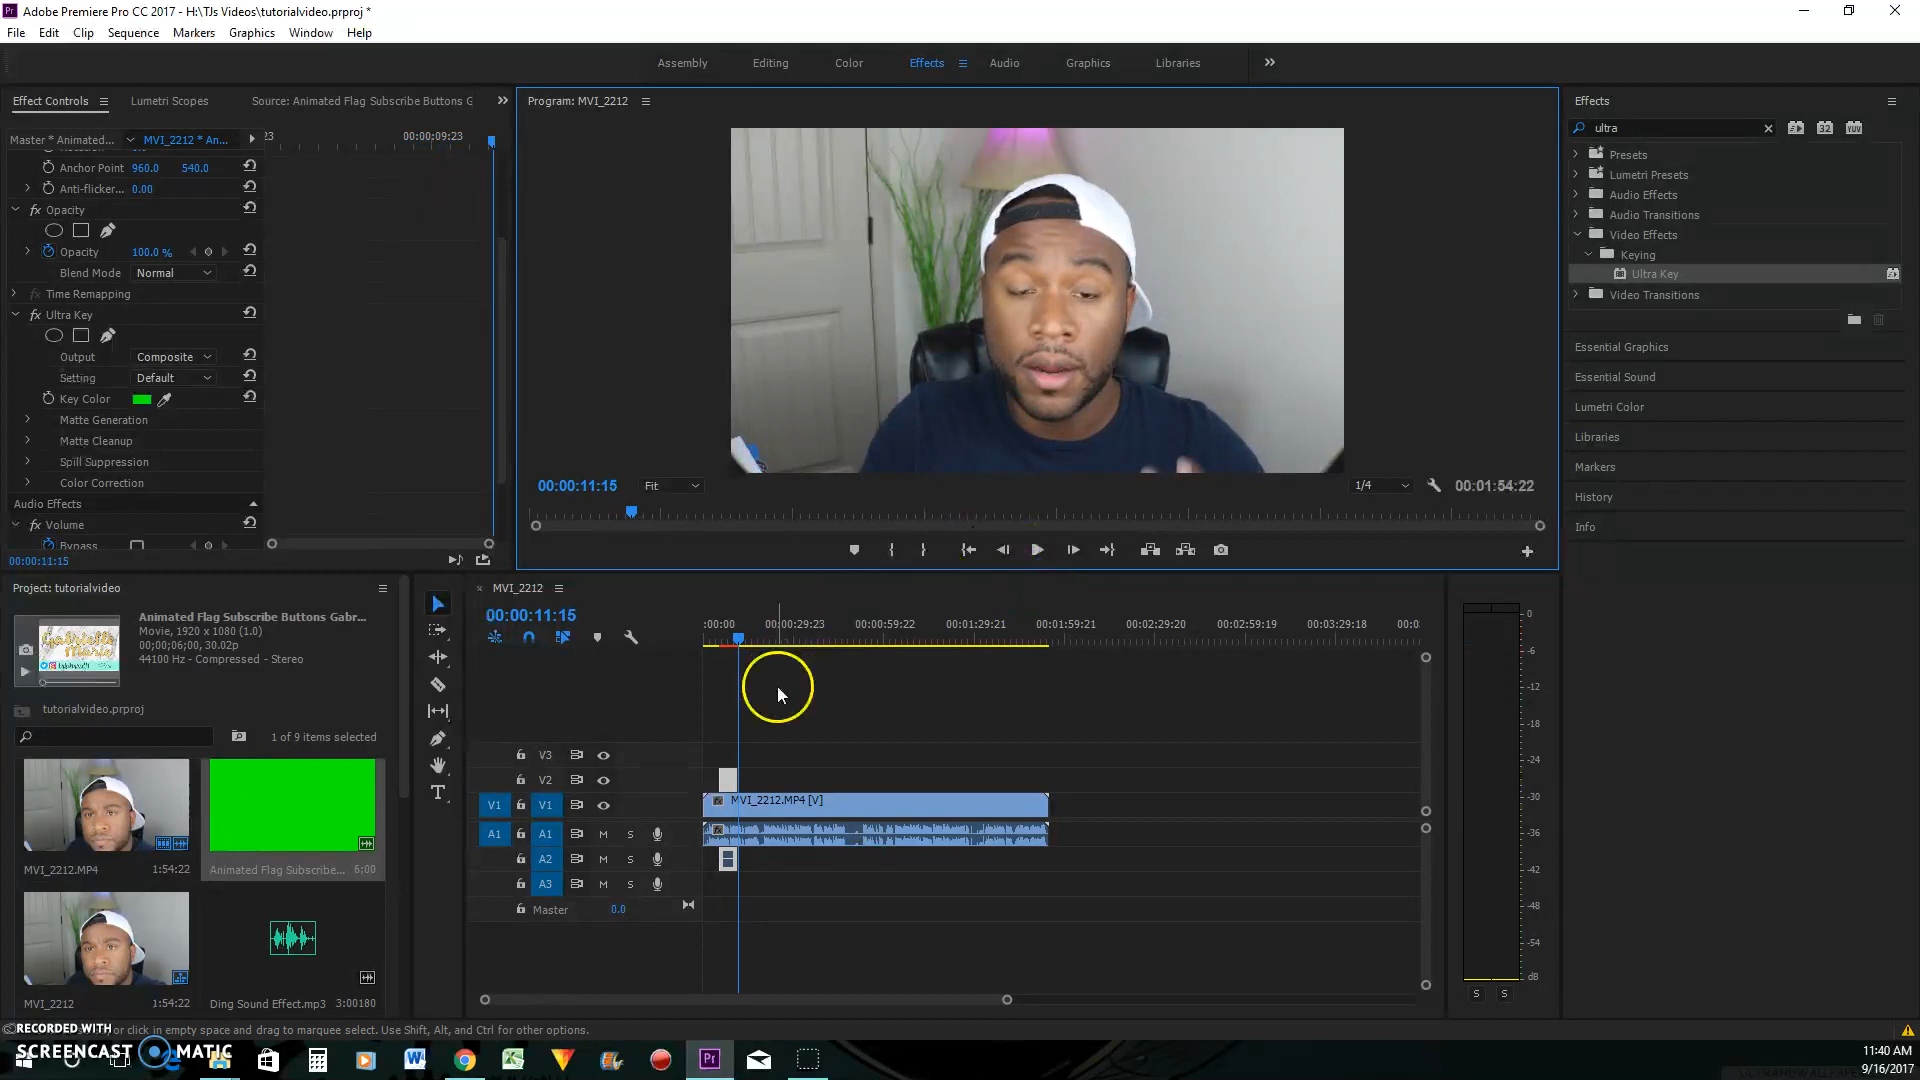 Adobe Premiere Pro CC 2017 - H:\TJs Videos\tutorialvideo.prproj *
File Edit Clip Sequence Markers Graphics Window Help
Assembly Editing Color Effects Audio Graphics Libraries
Effect Controls Lumetri Scopes Source: Animated Flag Subscribe Buttons G
Program: MVI_2212
Effects
Master * Animated... MVI_2212 * An... 23 00:00:09:23
Anchor Point 960.0 540.0
Anti-flicker... 0.00
fx Opacity
Opacity 100.0 %
Blend Mode Normal
fx Time Remapping
fx Ultra Key
Output Composite
Setting Default
Key Color
Matte Generation
Matte Cleanup
Spill Suppression
Color Correction
Audio Effects
fx Volume
Bypass
00:00:11:15
00:00:11:15 Fit 1/4 00:01:54:22
ultra
32 YUV
Presets
Lumetri Presets
Audio Effects
Audio Transitions
Video Effects
Keying
Ultra Key
Video Transitions
Essential Graphics
Essential Sound
Lumetri Color
Libraries
Markers
History
Info
Project: tutorialvideo
Animated Flag Subscribe Buttons Gabr...
Movie, 1920 x 1080 (1.0)
00;00;06;00, 30.02p
44100 Hz - Compressed - Stereo
Gabrielle Marie
tutorialvideo.prproj
1 of 9 items selected
MVI_2212.MP4 1:54:22
Animated Flag Subscribe... 6;00
MVI_2212 1:54:22
Ding Sound Effect.mp3 3:00180
MVI_2212
00:00:11:15
:00:00 00:00:29:23 00:00:59:22 00:01:29:21 00:01:59:21 00:02:29:20 00:02:59:19 00:03:29:18 00:0
V3
V2
V1 V1 MVI_2212.MP4 [V]
A1 A1 M S
A2 M S
A3 M S
Master 0.0
0
-6
-12
-18
-24
-30
-36
-42
-48
-54
dB
S S
or click in empty space and drag to marquee select. Use Shift, Alt, and Ctrl for other options.
RECORDED WITH
SCREENCAST MATIC
11:40 AM
9/16/2017